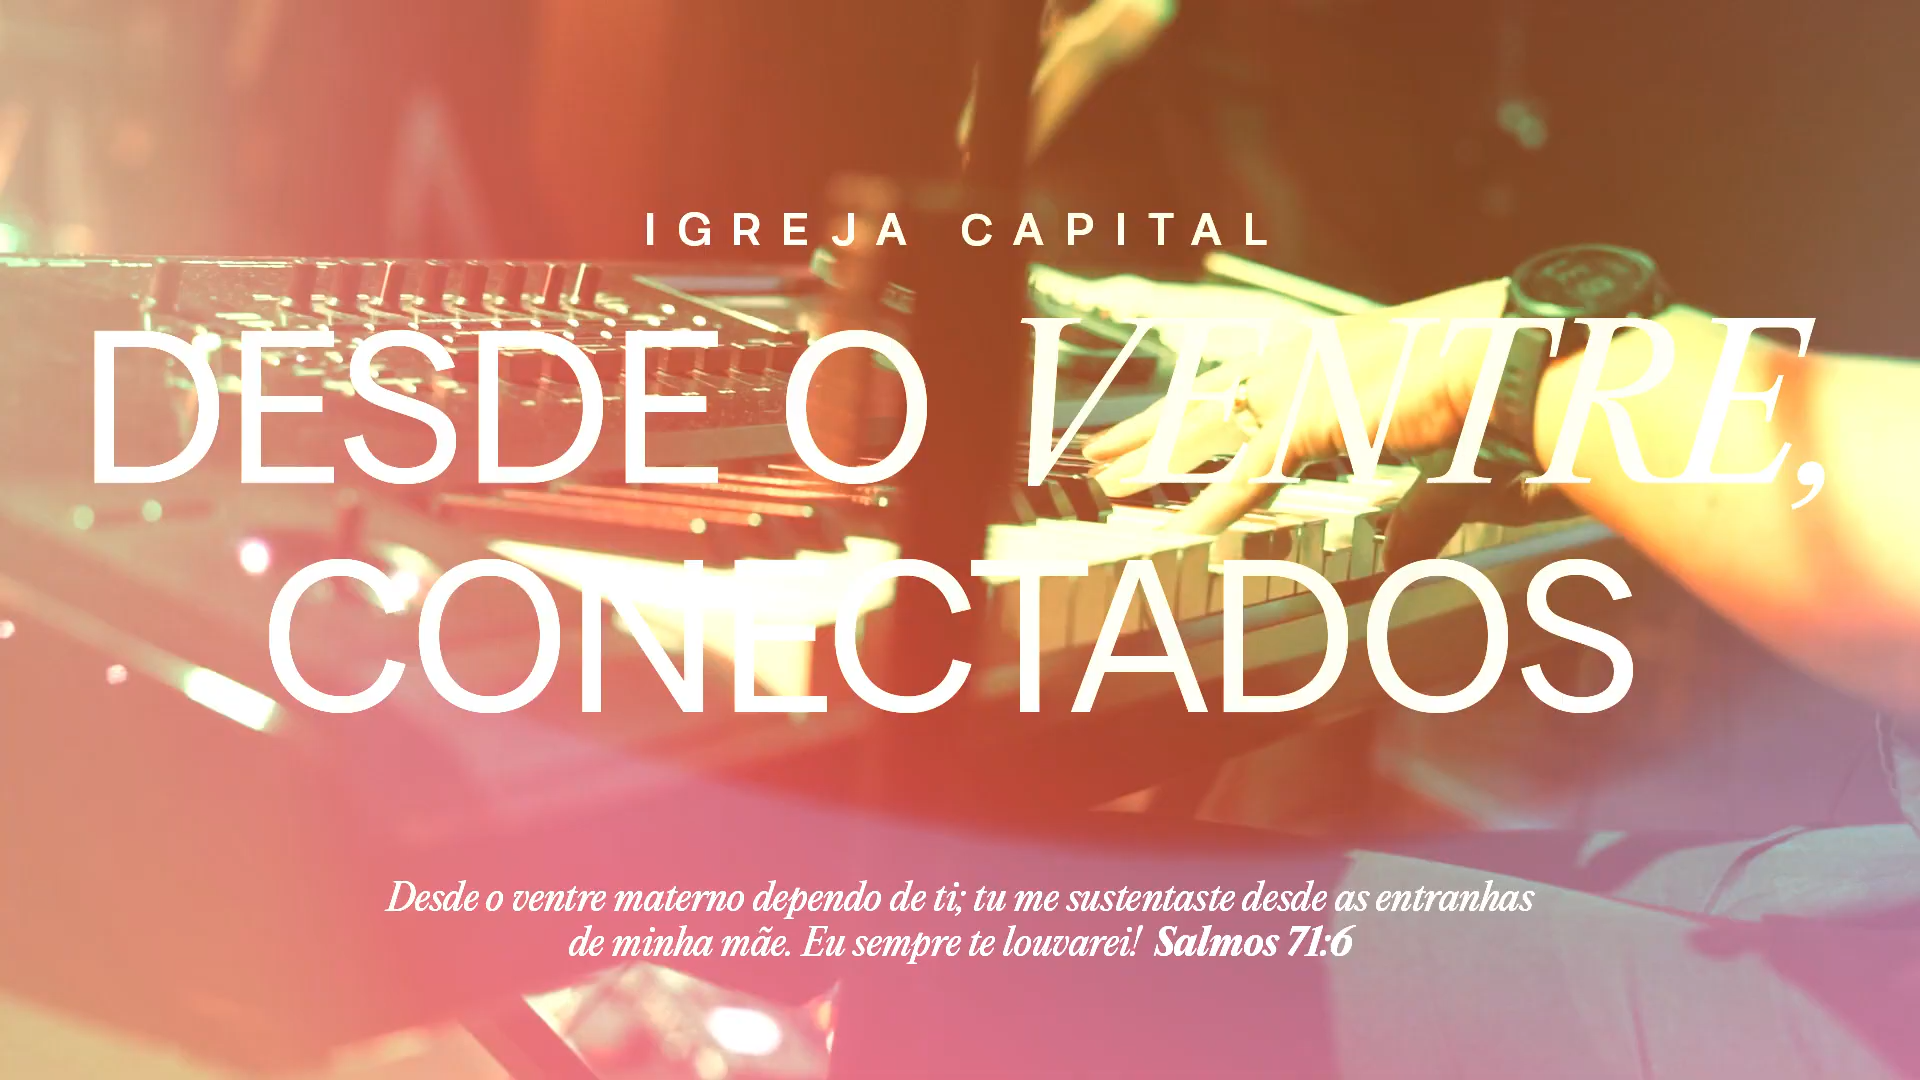 IGREJA CAPITAL
DESDE O VENTRE,
CONECTADOS
Desde o ventre materno dependo de ti; tu me sustentaste desde as entranhas
de minha mãe. Eu sempre te louvarei! Salmos 71:6